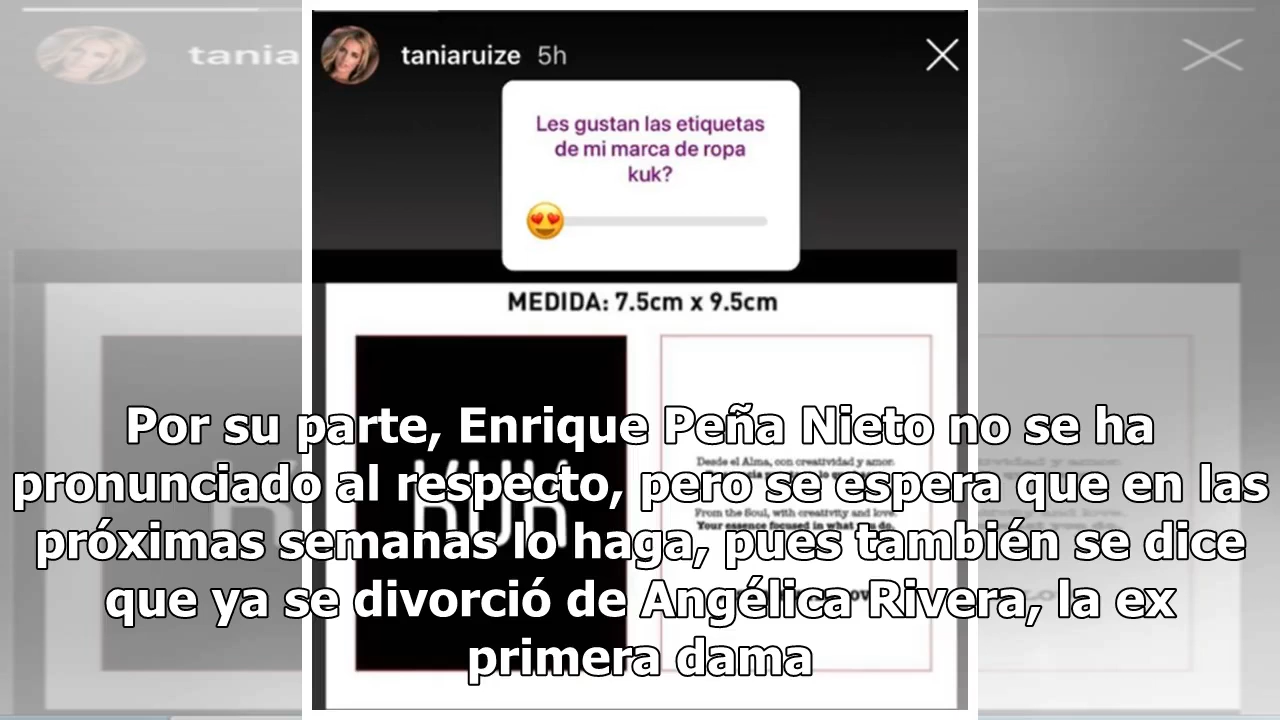 taniaruize 5h
tania
Les gustan las etiquetas
de mi marca de ropa
kuk?
MEDIDA: 7.5cm x 9.5cm
KUK
Desde el Alma, con creatividad y amor.
From the Soul, with creativity and love.
Your essence focused in what you do.
Por su parte, Enrique Peña Nieto no se ha
pronunciado al respecto, pero se espera que en las
próximas semanas lo haga, pues también se dice
que ya se divorció de Angélica Rivera, la ex
primera dama